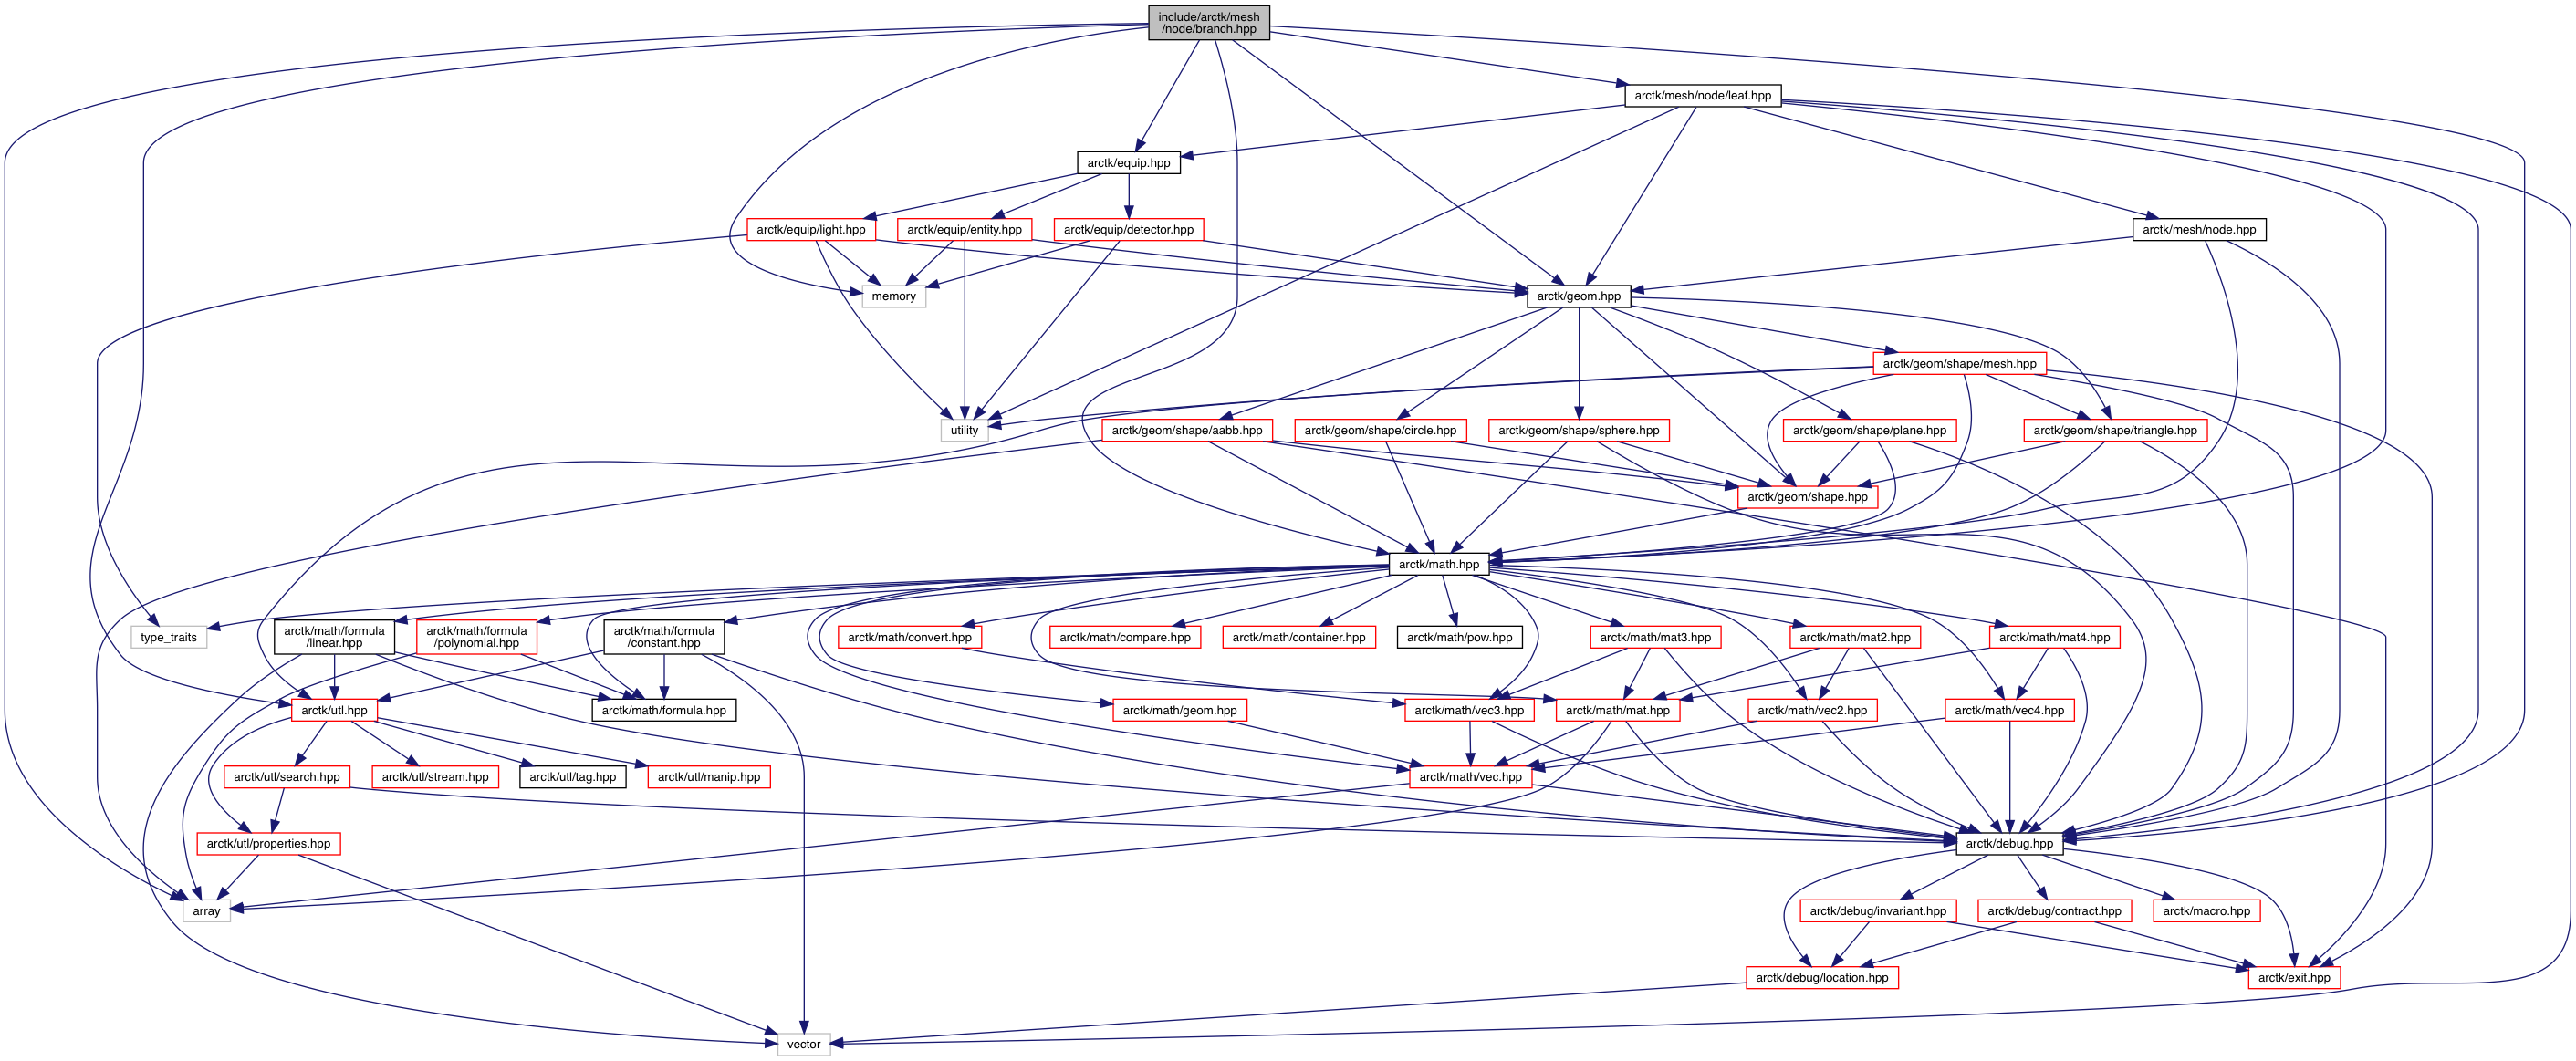 include/arctk/mesh
/node/branch.hpp
arctk/mesh/node/leaf.hpp
arctk/equip.hpp
arctk/equip/light.hpp
arctk/equip/entity.hpp
arctk/equip/detector.hpp
arctk/mesh/node.hpp
memory
arctk/geom.hpp
arctk/geom/shape/mesh.hpp
utility
arctk/geom/shape/aabb.hpp
arctk/geom/shape/circle.hpp
arctk/geom/shape/sphere.hpp
arctk/geom/shape/plane.hpp
arctk/geom/shape/triangle.hpp
arctk/geom/shape.hpp
arctk/math.hpp
type_traits
arctk/math/formula
/linear.hpp
arctk/math/formula
/polynomial.hpp
arctk/math/formula
/constant.hpp
arctk/math/convert.hpp
arctk/math/compare.hpp
arctk/math/container.hpp
arctk/math/pow.hpp
arctk/math/mat3.hpp
arctk/math/mat2.hpp
arctk/math/mat4.hpp
arctk/utl.hpp
arctk/math/formula.hpp
arctk/math/geom.hpp
arctk/math/vec3.hpp
arctk/math/mat.hpp
arctk/math/vec2.hpp
arctk/math/vec4.hpp
arctk/utl/search.hpp
arctk/utl/stream.hpp
arctk/utl/tag.hpp
arctk/utl/manip.hpp
arctk/math/vec.hpp
arctk/utl/properties.hpp
arctk/debug.hpp
array
arctk/debug/invariant.hpp
arctk/debug/contract.hpp
arctk/macro.hpp
arctk/debug/location.hpp
arctk/exit.hpp
vector